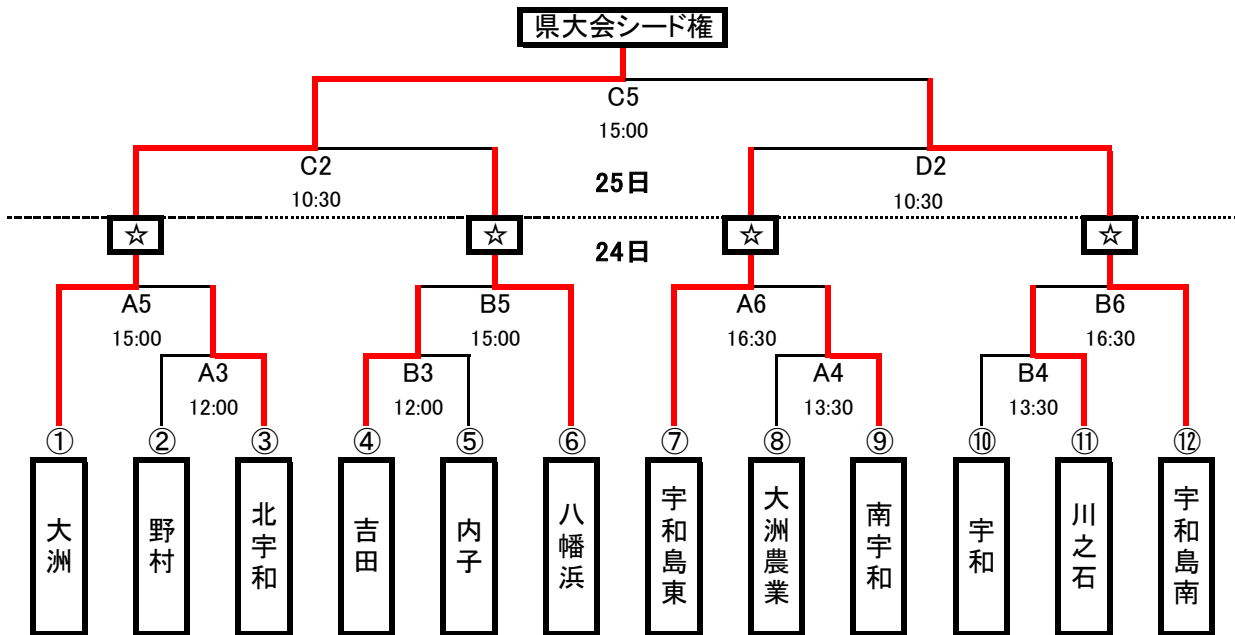 県大会シード権
C5
15:00
C2
10:30
25日
D2
10:30
☆
☆
☆
☆
24日
A5
15:00
B5
15:00
A6
16:30
B6
16:30
A3
12:00
B3
12:00
A4
13:30
B4
13:30
① ② ③ ④ ⑤ ⑥ ⑦ ⑧ ⑨ ⑩ ⑪ ⑫
大洲
野村
北宇和
吉田
内子
八幡浜
宇和島東
大洲農業
南宇和
宇和
川之石
宇和島南